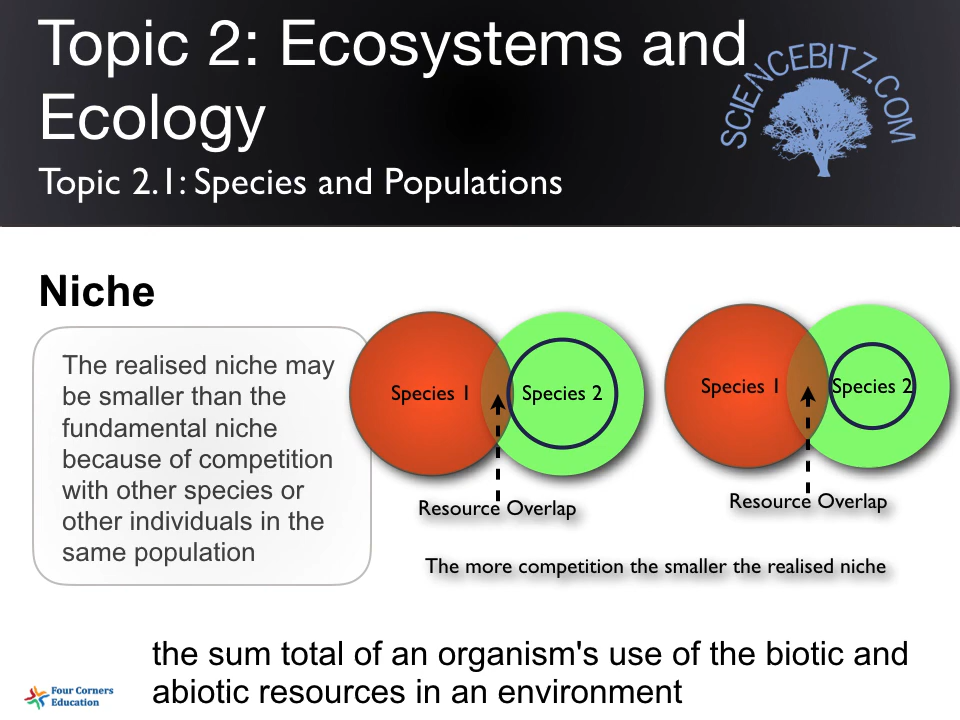 Topic 2: Ecosystems and
Ecology
SCIENCEBITZ.COM
Topic 2.1: Species and Populations
Niche
The realised niche may
be smaller than the
fundamental niche
because of competition
with other species or
other individuals in the
same population
Species 1
Species 2
Resource Overlap
Species 1
Species 2
Resource Overlap
The more competition the smaller the realised niche
the sum total of an organism's use of the biotic and
abiotic resources in an environment
Four Corners
Education